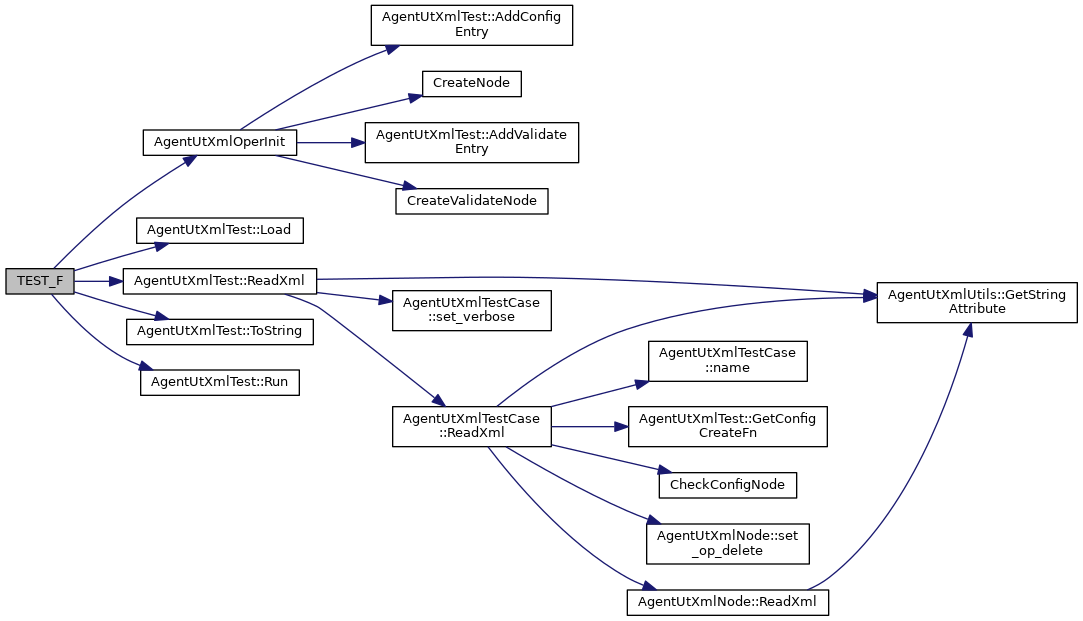 AgentUtXmlTest::AddConfig
Entry
CreateNode
AgentUtXmlOperInit
AgentUtXmlTest::AddValidate
Entry
CreateValidateNode
AgentUtXmlTest::Load
TEST_F
AgentUtXmlTest::ReadXml
AgentUtXmlTestCase
::set_verbose
AgentUtXmlUtils::GetString
Attribute
AgentUtXmlTest::ToString
AgentUtXmlTest::Run
AgentUtXmlTestCase
::name
AgentUtXmlTestCase
::ReadXml
AgentUtXmlTest::GetConfig
CreateFn
CheckConfigNode
AgentUtXmlNode::set
_op_delete
AgentUtXmlNode::ReadXml